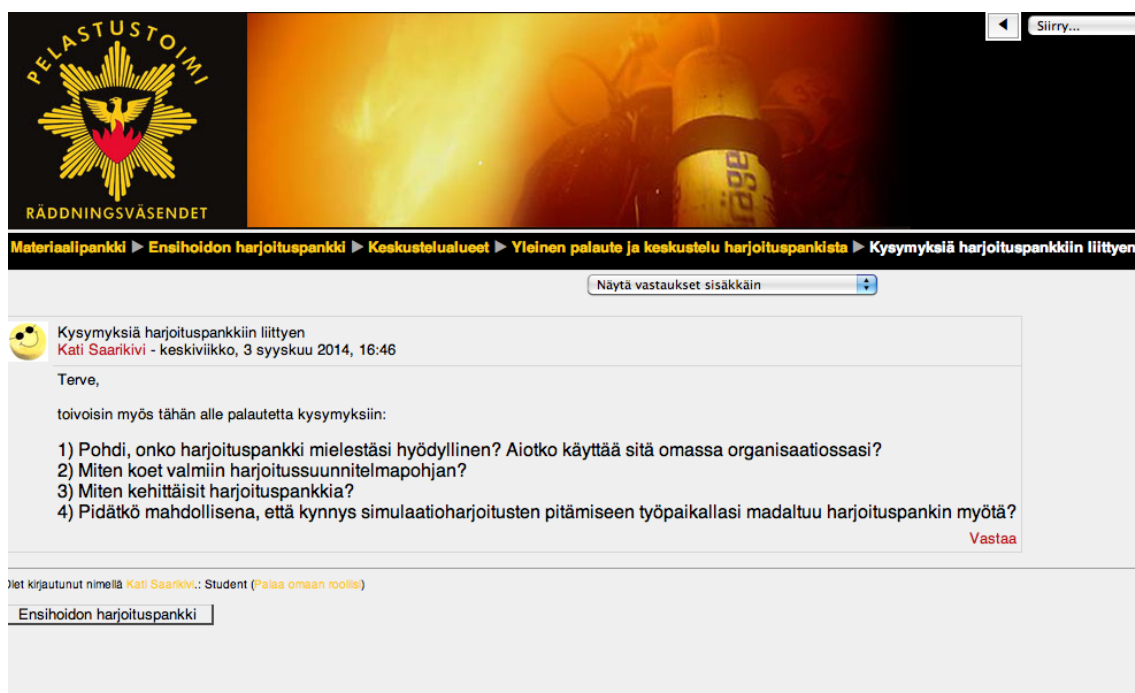 PELASTUSTOIMI
RÄDDNINGSVÄSENDET
Siirry...
Materiaalipankki ▶ Ensihoidon harjoituspankki ▶ Keskustelualueet ▶ Yleinen palaute ja keskustelu harjoituspankista ▶ Kysymyksiä harjoituspankkiin liittyen
Näytä vastaukset sisäkkäin
Kysymyksiä harjoituspankkiin liittyen
Kati Saarikivi - keskiviikko, 3 syyskuu 2014, 16:46
Terve,
toivoisin myös tähän alle palautetta kysymyksiin:
1) Pohdi, onko harjoituspankki mielestäsi hyödyllinen? Aiotko käyttää sitä omassa organisaatiossasi?
2) Miten koet valmiin harjoitussuunnitelmapohjan?
3) Miten kehittäisit harjoituspankkia?
4) Pidätkö mahdollisena, että kynnys simulaatioharjoitusten pitämiseen työpaikallasi madaltuu harjoituspankin myötä?
Vastaa
Olet kirjautunut nimellä Kati Saarikivi.: Student (Palaa omaan rooliisi)
Ensihoidon harjoituspankki